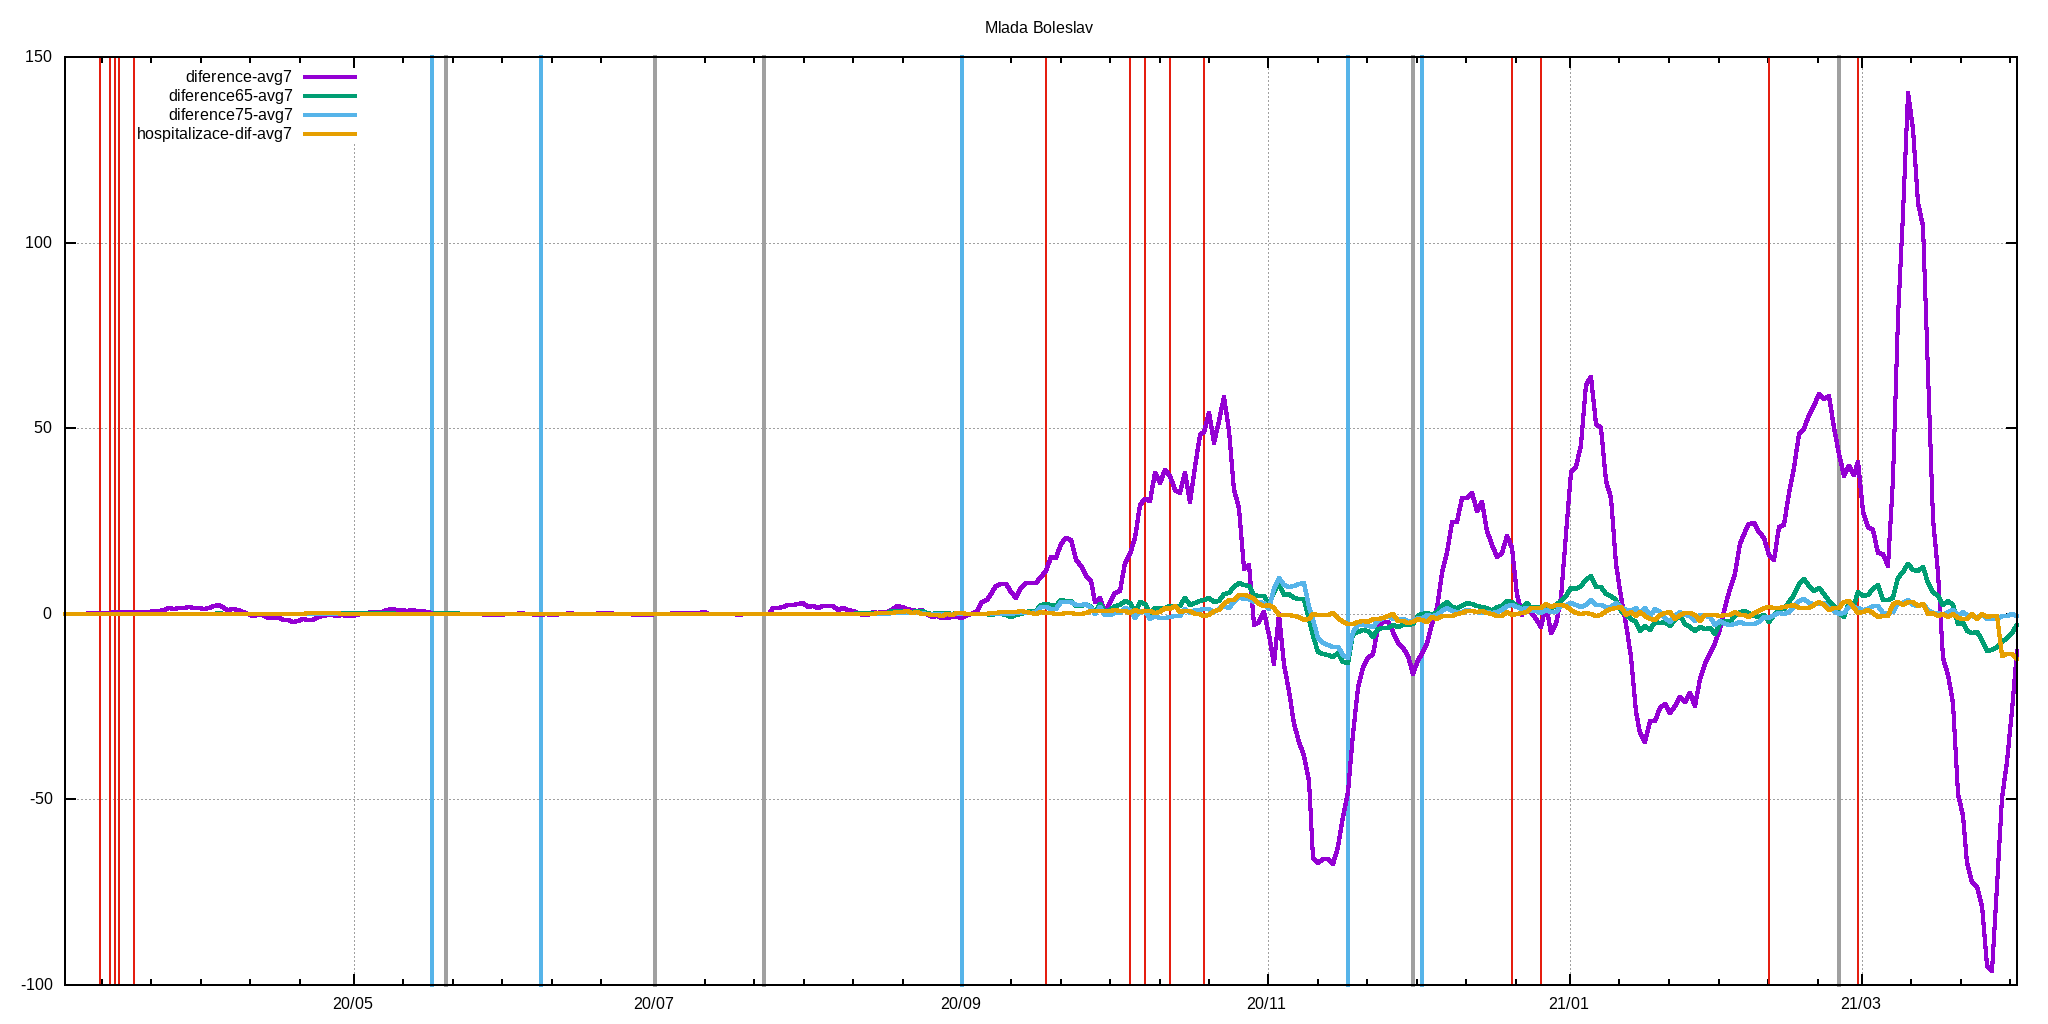 Mlada Boleslav
diference-avg7
diference65-avg7
diference75-avg7
hospitalizace-dif-avg7
150
100
50
0
-50
-100
20/05 20/07 20/09 20/11 21/01 21/03